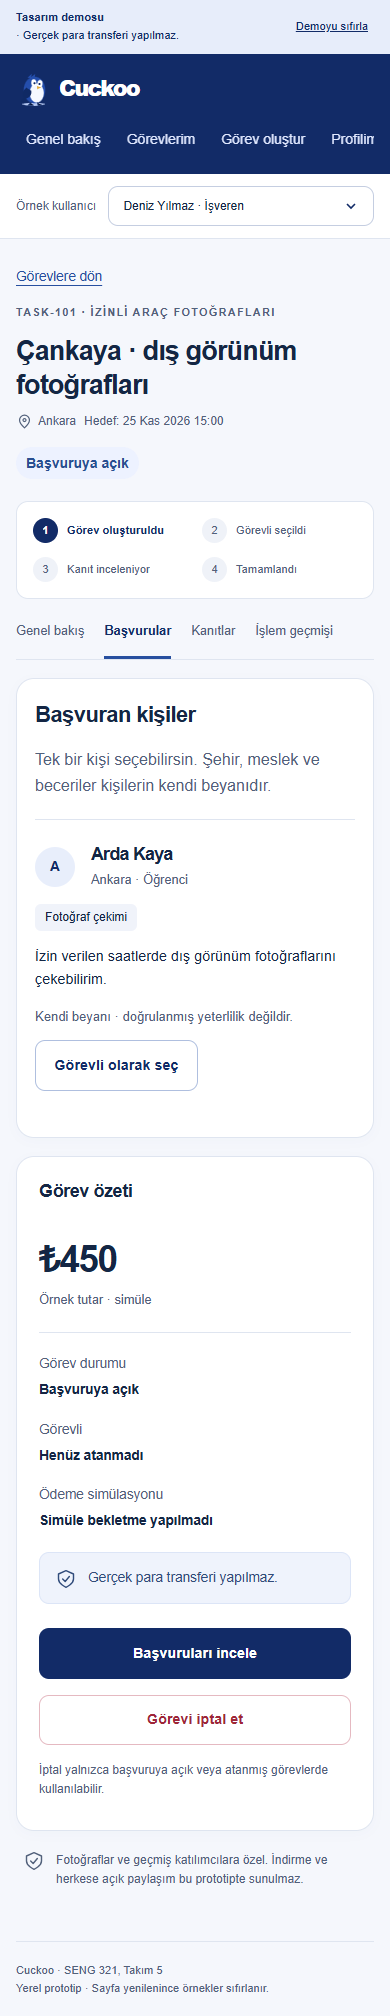 Tasarım demosu
· Gerçek para transferi yapılmaz.
Demoyu sıfırla
Cuckoo
Genel bakış Görevlerim Görev oluştur Profilim
Örnek kullanıcı Deniz Yılmaz · İşveren
Görevlere dön
TASK-101 · İZİNLİ ARAÇ FOTOĞRAFLARI
Çankaya · dış görünüm
fotoğrafları
Ankara Hedef: 25 Kas 2026 15:00
Başvuruya açık
1 Görev oluşturuldu 2 Görevli seçildi
3 Kanıt inceleniyor 4 Tamamlandı
Genel bakış Başvurular Kanıtlar İşlem geçmişi
Başvuran kişiler
Tek bir kişi seçebilirsin. Şehir, meslek ve
beceriler kişilerin kendi beyanıdır.
A
Arda Kaya
Ankara · Öğrenci
Fotoğraf çekimi
İzin verilen saatlerde dış görünüm fotoğraflarını
çekebilirim.
Kendi beyanı · doğrulanmış yeterlilik değildir.
Görevli olarak seç
Görev özeti
₺450
Örnek tutar · simüle
Görev durumu
Başvuruya açık
Görevli
Henüz atanmadı
Ödeme simülasyonu
Simüle bekletme yapılmadı
Gerçek para transferi yapılmaz.
Başvuruları incele
Görevi iptal et
İptal yalnızca başvuruya açık veya atanmış görevlerde
kullanılabilir.
Fotoğraflar ve geçmiş katılımcılara özel. İndirme ve
herkese açık paylaşım bu prototipte sunulmaz.
Cuckoo · SENG 321, Takım 5
Yerel prototip · Sayfa yenilenince örnekler sıfırlanır.